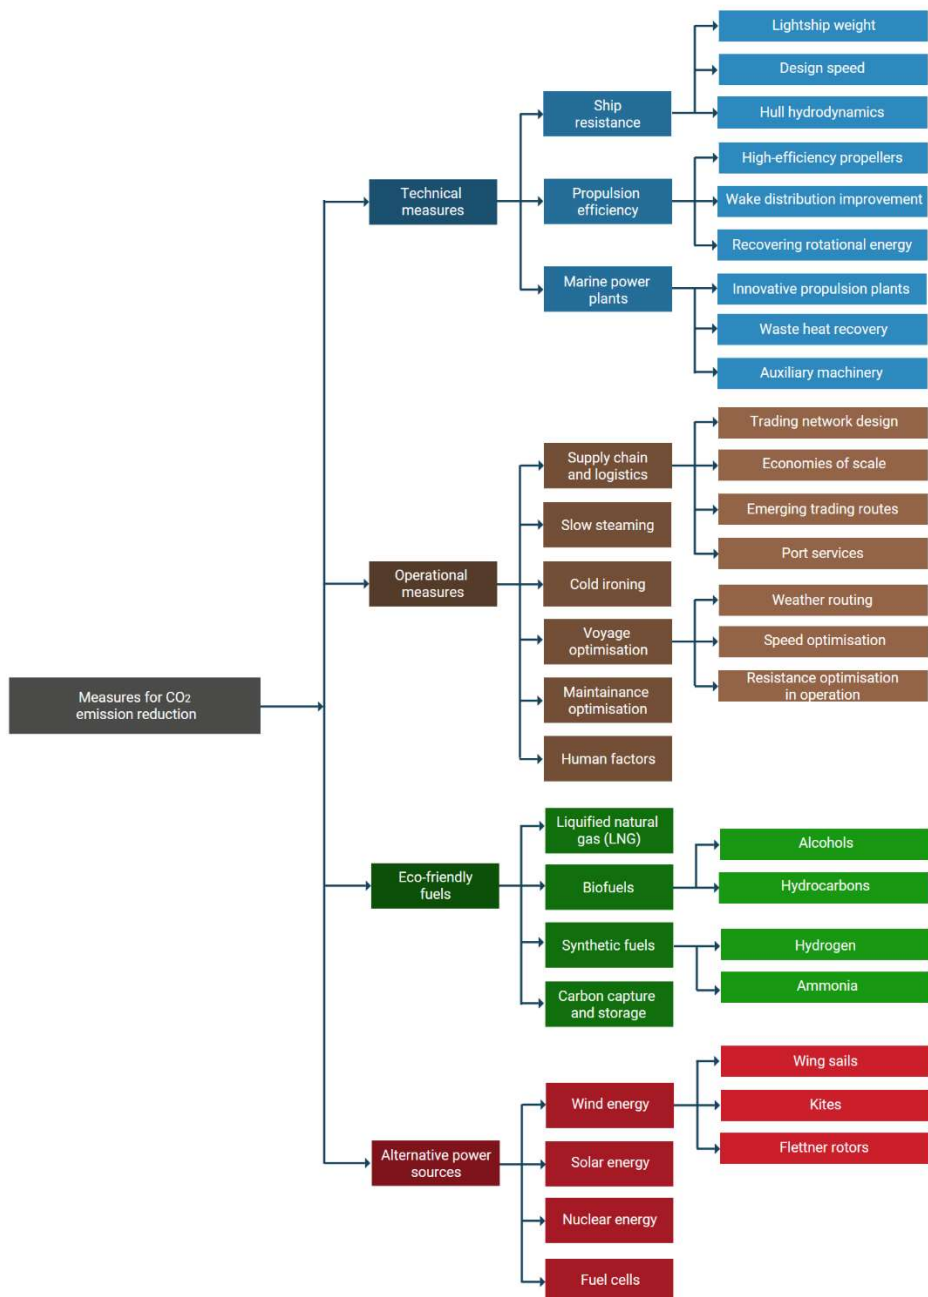 Measures for CO2
emission reduction
Technical
measures
Ship
resistance
Lightship weight
Design speed
Hull hydrodynamics
Propulsion
efficiency
High-efficiency propellers
Wake distribution improvement
Recovering rotational energy
Marine power
plants
Innovative propulsion plants
Waste heat recovery
Auxiliary machinery
Operational
measures
Supply chain
and logistics
Trading network design
Economies of scale
Emerging trading routes
Port services
Slow steaming
Cold ironing
Voyage
optimisation
Weather routing
Speed optimisation
Resistance optimisation
in operation
Maintainance
optimisation
Human factors
Eco-friendly
fuels
Liquified natural
gas (LNG)
Biofuels
Alcohols
Hydrocarbons
Synthetic fuels
Hydrogen
Ammonia
Carbon capture
and storage
Alternative power
sources
Wind energy
Wing sails
Kites
Flettner rotors
Solar energy
Nuclear energy
Fuel cells